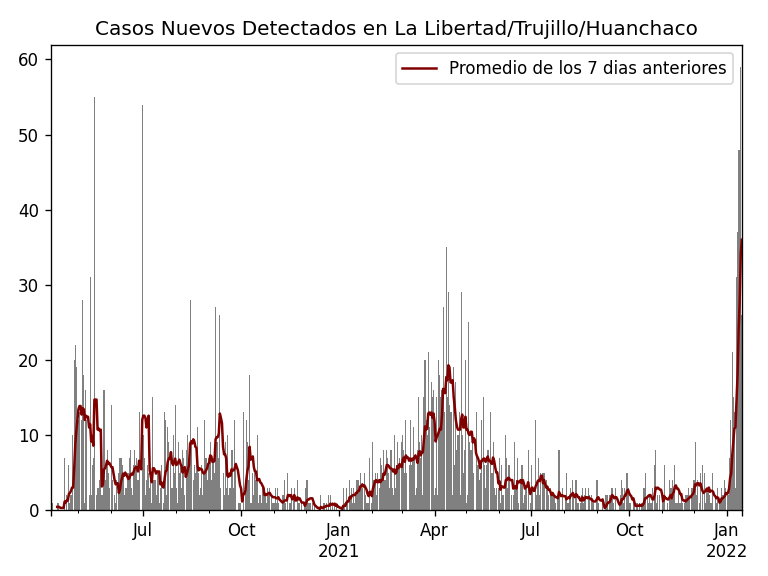 Casos Nuevos Detectados en La Libertad/Trujillo/Huanchaco
Promedio de los 7 dias anteriores
60
50
40
30
20
10
0
Jul
Oct
Jan
2021
Apr
Jul
Oct
Jan
2022